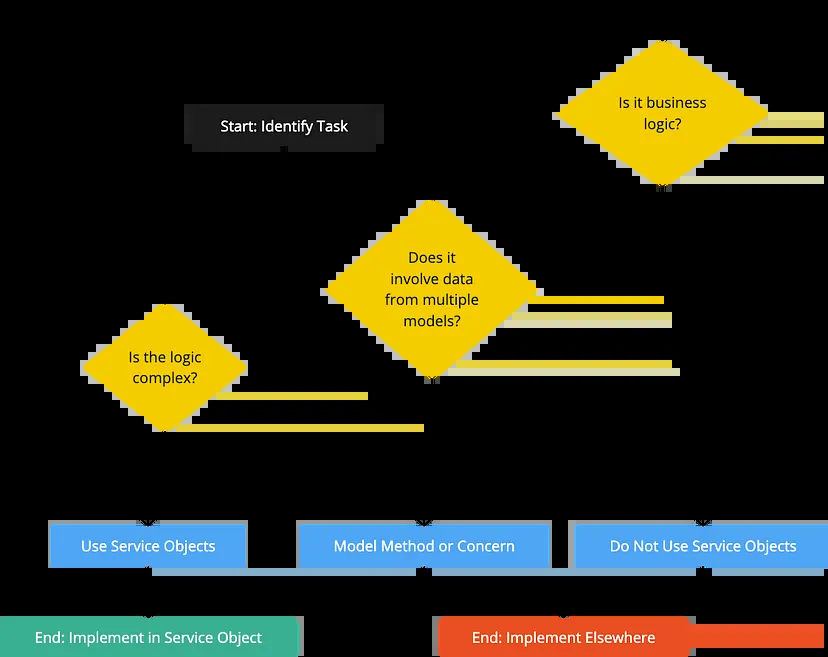 Is it business
logic?
Start: Identify Task
Does it
involve data
from multiple
models?
Is the logic
complex?
Use Service Objects
Model Method or Concern
Do Not Use Service Objects
End: Implement in Service Object
End: Implement Elsewhere